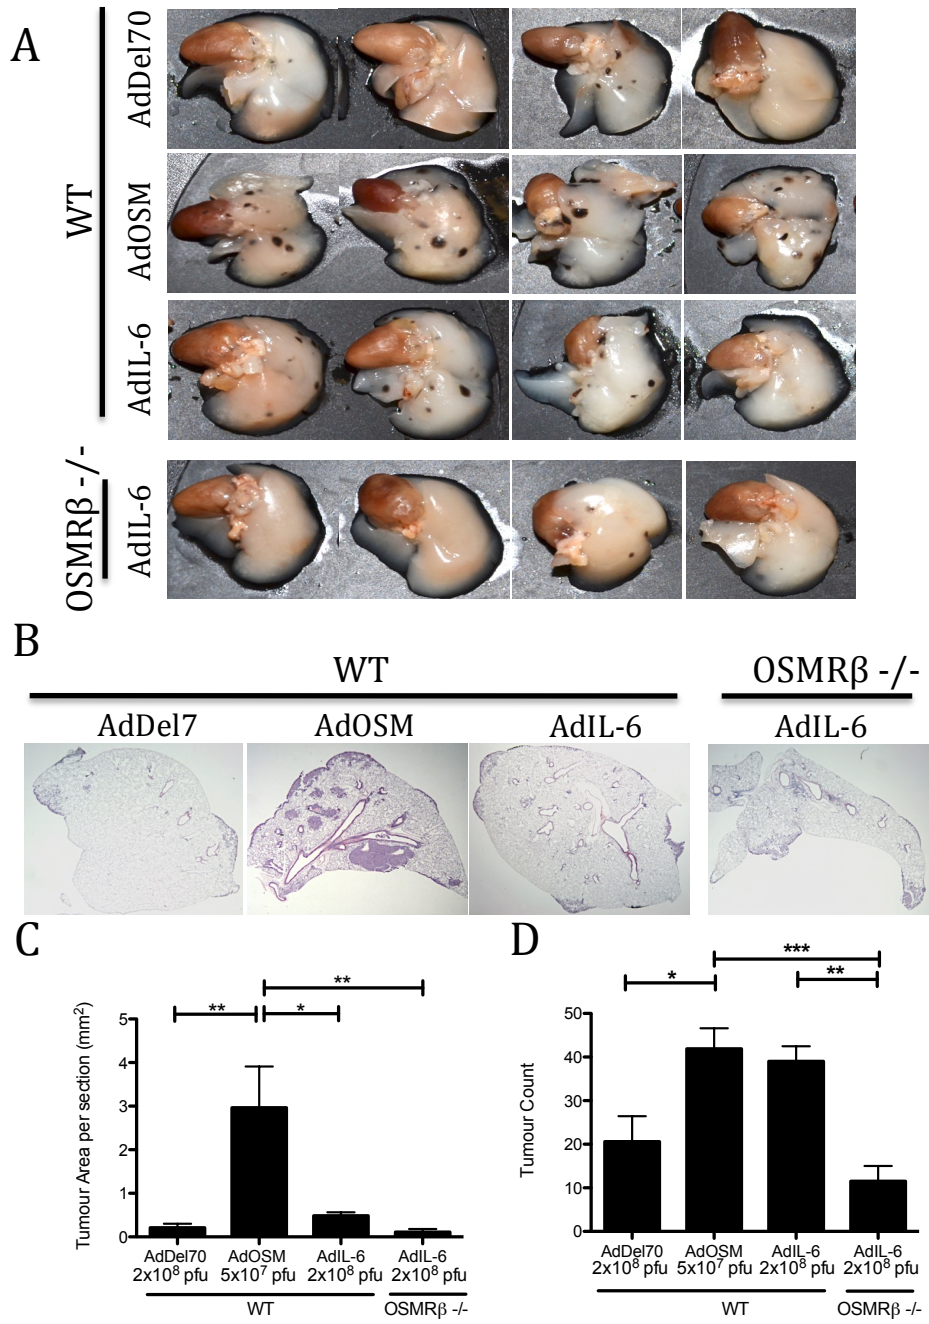 A
WT
AdDel70
AdOSM
AdIL-6
OSMRβ -/-
AdIL-6
B
WT
OSMRβ -/-
AdDel7
AdOSM
AdIL-6
AdIL-6
C
Tumour Area per section (mm²)
**
**
*
5
4
3
2
1
0
AdDel70
2x10⁸ pfu
AdOSM
5x10⁷ pfu
AdIL-6
2x10⁸ pfu
AdIL-6
2x10⁸ pfu
WT
OSMRβ -/-
D
Tumour Count
***
*
**
50
40
30
20
10
0
AdDel70
2x10⁸ pfu
AdOSM
5x10⁷ pfu
AdIL-6
2x10⁸ pfu
AdIL-6
2x10⁸ pfu
WT
OSMRβ -/-